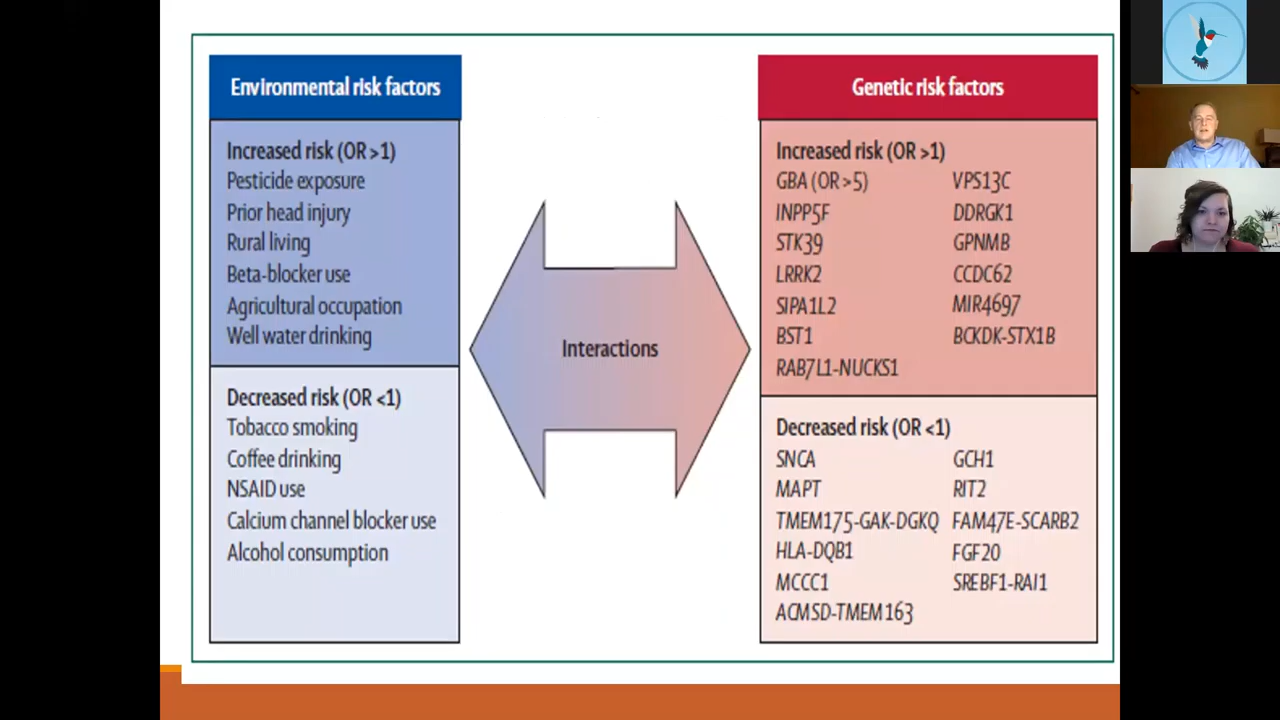 Environmental risk factors
Increased risk (OR >1)
Pesticide exposure
Prior head injury
Rural living
Beta-blocker use
Agricultural occupation
Well water drinking
Decreased risk (OR <1)
Tobacco smoking
Coffee drinking
NSAID use
Calcium channel blocker use
Alcohol consumption
Interactions
Genetic risk factors
Increased risk (OR >1)
GBA (OR >5)
INPP5F
STK39
LRRK2
SIPA1L2
BST1
RAB7L1-NUCKS1
VPS13C
DDRGK1
GPNMB
CCDC62
MIR4697
BCKDK-STX1B
Decreased risk (OR <1)
SNCA
MAPT
TMEM175-GAK-DGKQ
HLA-DQB1
MCCC1
ACMSD-TMEM163
GCH1
RIT2
FAM47E-SCARB2
FGF20
SREBF1-RAI1